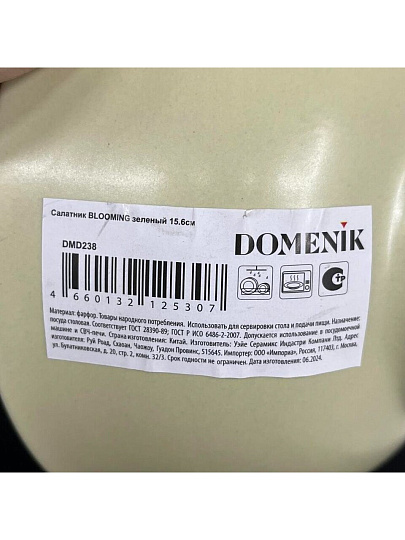 Салатник BLOOMING зеленый 15.6см
DMD238
DOMENIK
4 660132 125307
Материал: фарфор. Товары народного потребления. Использовать для сервировки стола и подачи пищи. Назначение:
посуда столовая. Соответствует ГОСТ 28390-89; ГОСТ Р ИСО 6486-2-2007. Допускается использование в посудомоечной
машине и СВЧ-печи. Страна изготовления: Китай. Изготовитель: Уэйе Серамикс Индастри Компани Лтд. Адрес
изготовителя: Руй Роад, Схапан, Чаожоу, Гуадон Провинс, 515645. Импортер: ООО «Империа», Россия, 117403, г. Москва,
ул. Булатниковская, д. 20, стр. 2, комн. 32/3. Срок годности не ограничен. Дата изготовления: 06.2024.